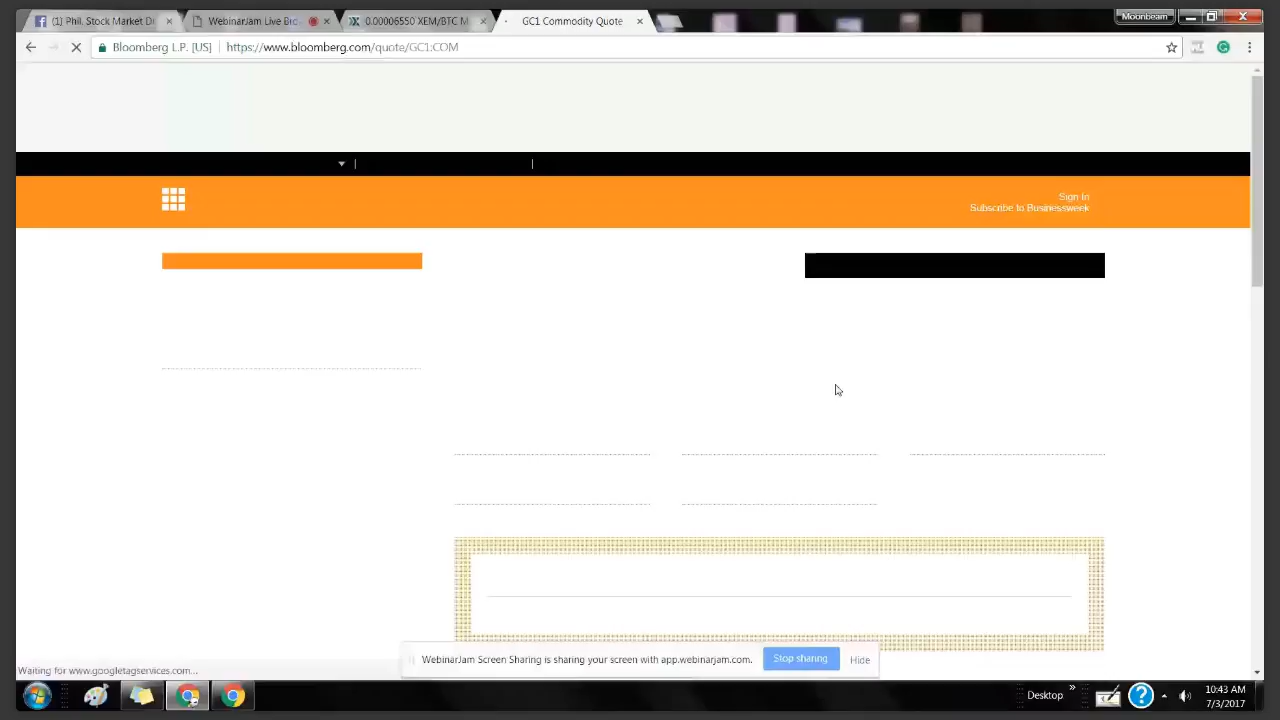 (1) Phil. Stock Market Di
WebinarJam Live Bro
0.00006550 XEM/BTC
GC1 Commodity Quote
Moonbeam
Bloomberg L.P. [US]
https://www.bloomberg.com/quote/GC1:COM
Sign In
Subscribe to Businessweek
WebinarJam Screen Sharing is sharing your screen with app.webinarjam.com.
Stop sharing
Hide
Waiting for www.googletagservices.com...
Desktop
10:43 AM
7/3/2017